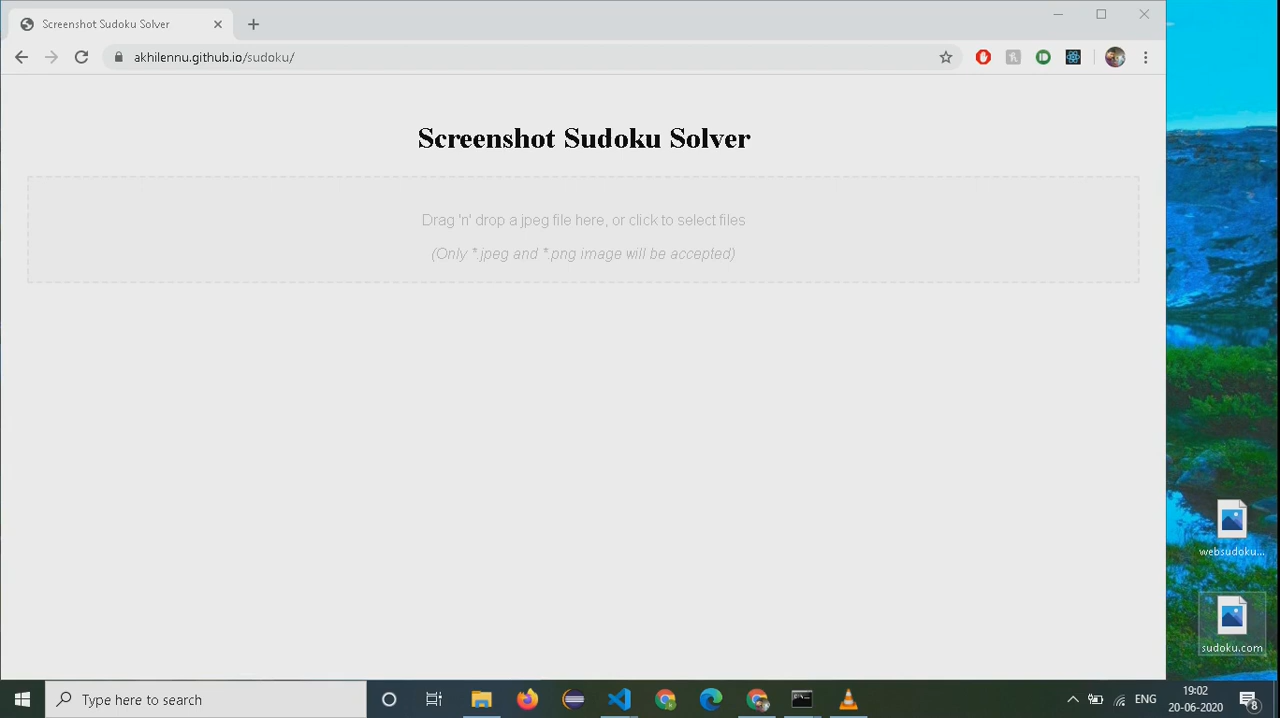 Screenshot Sudoku Solver
akhilennu.github.io/sudoku/
Screenshot Sudoku Solver
Drag 'n' drop a jpeg file here, or click to select files
(Only *.jpeg and *.png image will be accepted)
websudoku...
sudoku.com
Type here to search
ENG
19:02
20-06-2020
8